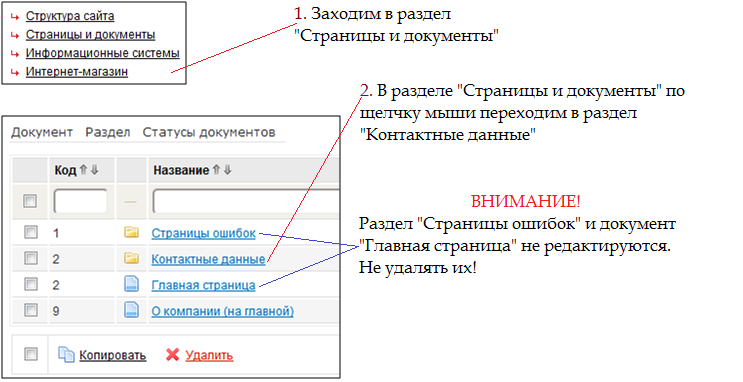 Структура сайта
Страницы и документы
Информационные системы
Интернет-магазин
1. Заходим в раздел
"Страницы и документы"
2. В разделе "Страницы и документы" по
щелчку мыши переходим в раздел
"Контактные данные"
Документ Раздел Статусы документов
Код Название
—
1 Страницы ошибок
2 Контактные данные
2 Главная страница
9 О компании (на главной)
Копировать Удалить
ВНИМАНИЕ!
Раздел "Страницы ошибок" и документ
"Главная страница" не редактируются.
Не удалять их!